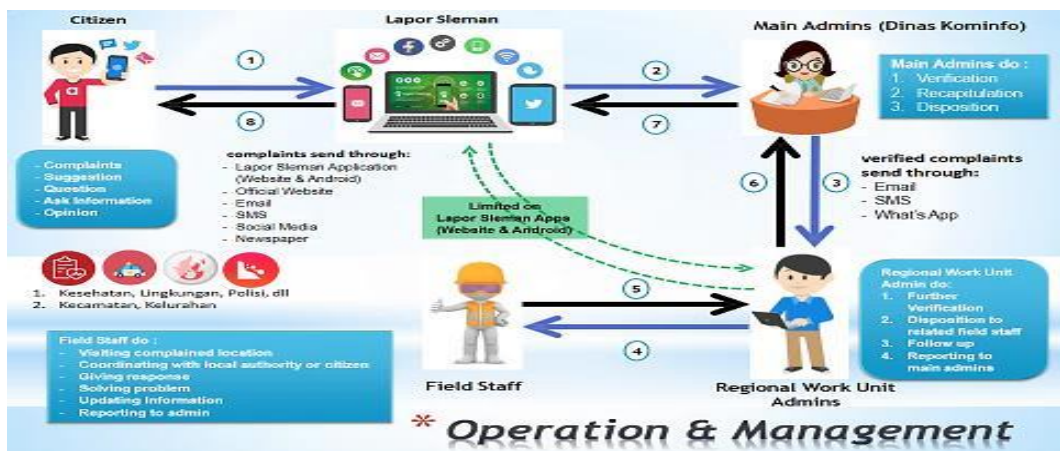 Citizen
Lapor Sleman
Main Admins (Dinas Kominfo)
1
8
2
7
Main Admins do :
1. Verification
2. Recapitulation
3. Disposition
- Complaints
- Suggestion
- Question
- Ask Information
- Opinion
complaints send through:
- Lapor Sleman Application
(Website & Android)
- Official Website
- Email
- SMS
- Social Media
- Newspaper
Limited on
Lapor Sleman Apps
(Website & Android)
6
3
verified complaints
send through:
- Email
- SMS
- What's App
1. Kesehatan, Lingkungan, Polisi, dll
2. Kecamatan, Kelurahan
5
4
Regional Work Unit
Admin do:
1. Further
Verification
2. Disposition to
related field staff
3. Follow up
4. Reporting to
main admins
Field Staff do :
- Visiting complained location
- Coordinating with local authority or citizen
- Giving response
- Solving problem
- Updating Information
- Reporting to admin
Field Staff
Regional Work Unit
Admins
* Operation & Management